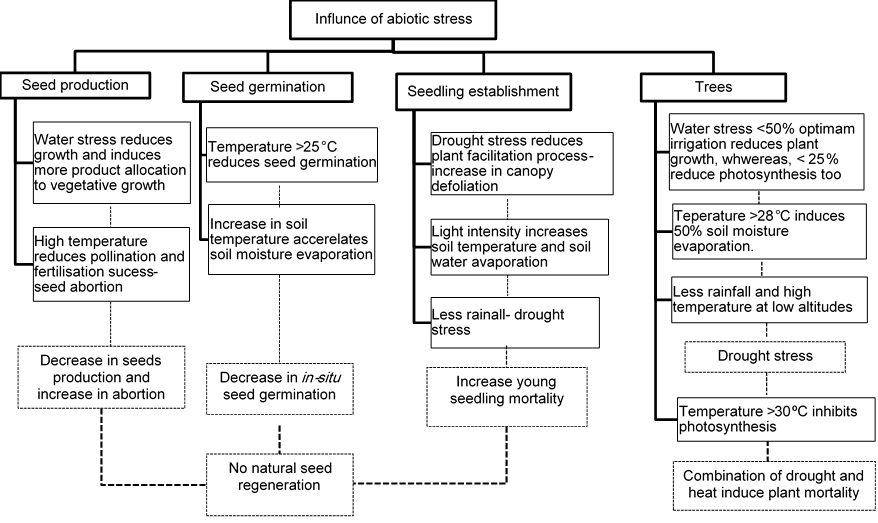 Influnce of abiotic stress
Seed production
Seed germination
Seedling establishment
Trees
Water stress reduces
growth and induces
more product allocation
to vegetative growth
High temperature
reduces pollination and
fertilisation sucess-
seed abortion
Decrease in seeds
production and
increase in abortion
Temperature >25°C
reduces seed germination
Increase in soil
temperature accerelates
soil moisture evaporation
Decrease in in-situ
seed germination
No natural seed
regeneration
Drought stress reduces
plant facilitation process-
increase in canopy
defoliation
Light intensity increases
soil temperature and soil
water avaporation
Less rainall- drought
stress
Increase young
seedling mortality
Water stress <50% optimam
irrigation reduces plant
growth, whwereas, < 25%
reduce photosynthesis too
Teperature >28°C induces
50% soil moisture
evaporation.
Less rainfall and high
temperature at low altitudes
Drought stress
Temperature >30ºC inhibits
photosynthesis
Combination of drought and
heat induce plant mortality